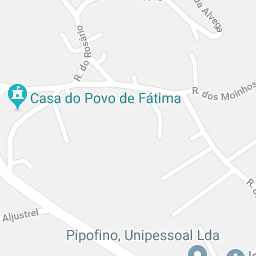 da Alvega
R. do Rosário
Casa do Povo de Fátima
R. dos Moinhos
Aljustrel
Pipofino, Unipessoal Lda